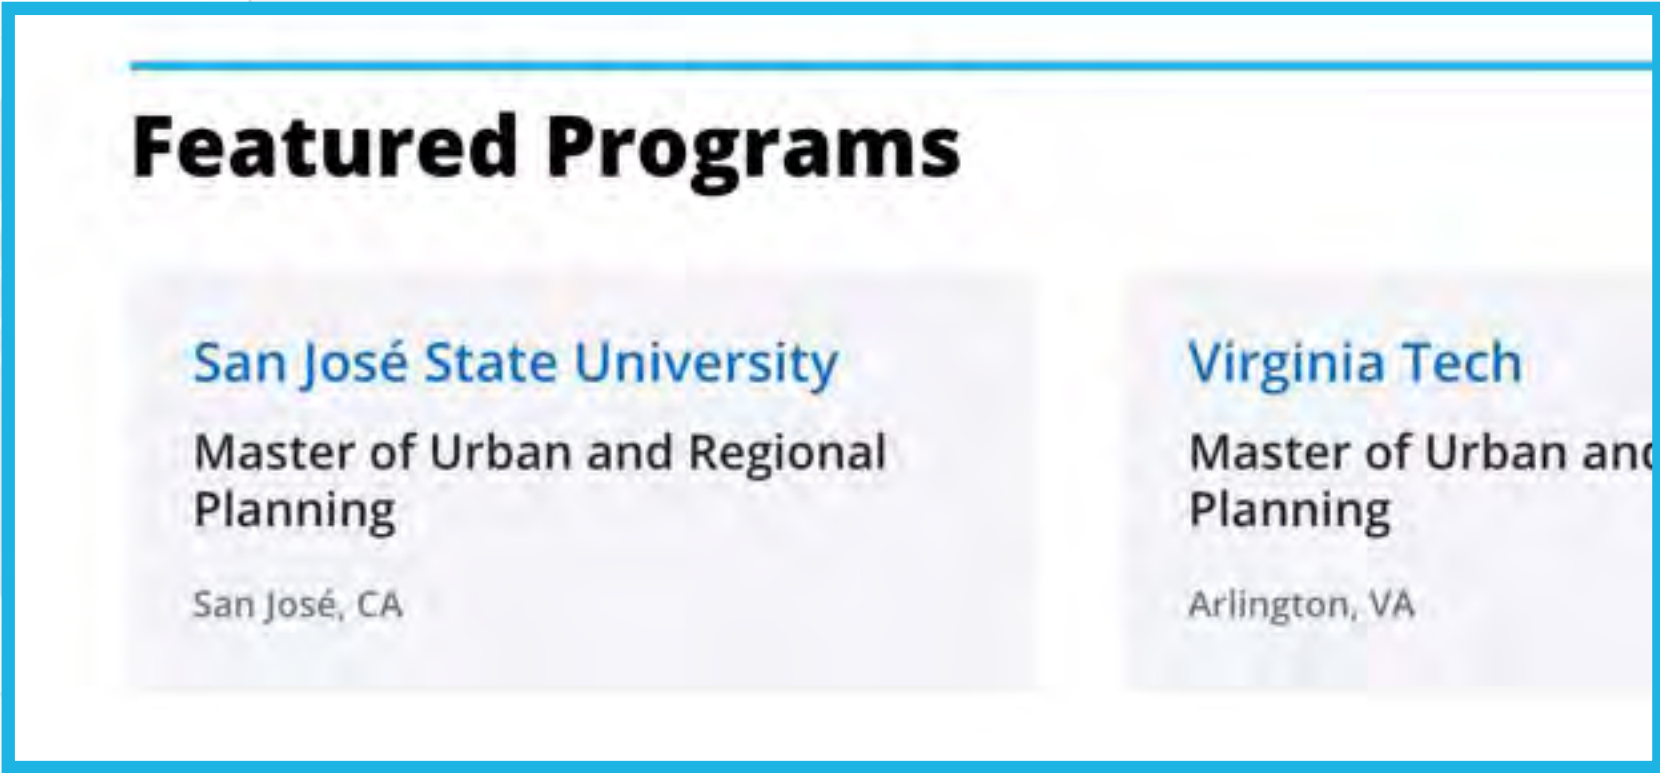 Featured Programs
San José State University
Master of Urban and Regional
Planning
San José, CA
Virginia Tech
Master of Urban and
Planning
Arlington, VA